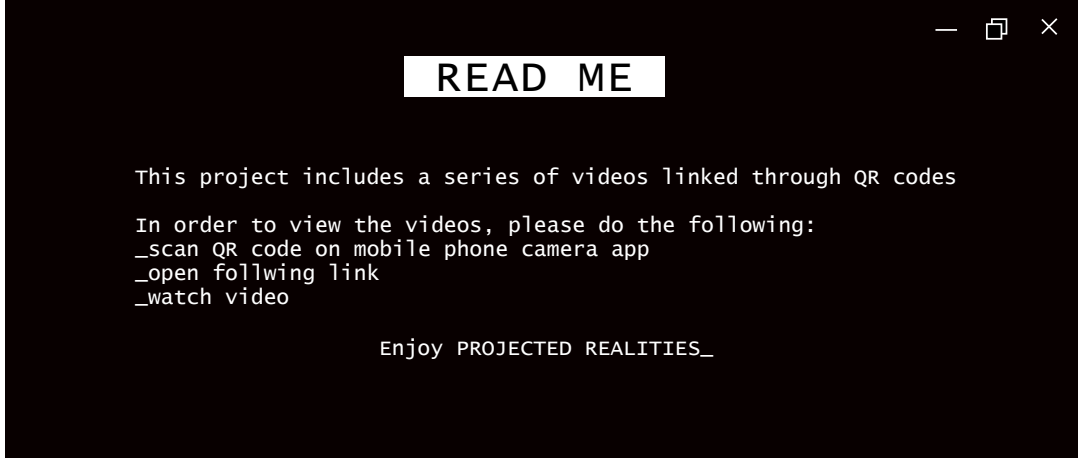 READ ME
This project includes a series of videos linked through QR codes
In order to view the videos, please do the following:
_scan QR code on mobile phone camera app
_open follwing link
_watch video
Enjoy PROJECTED REALITIES_